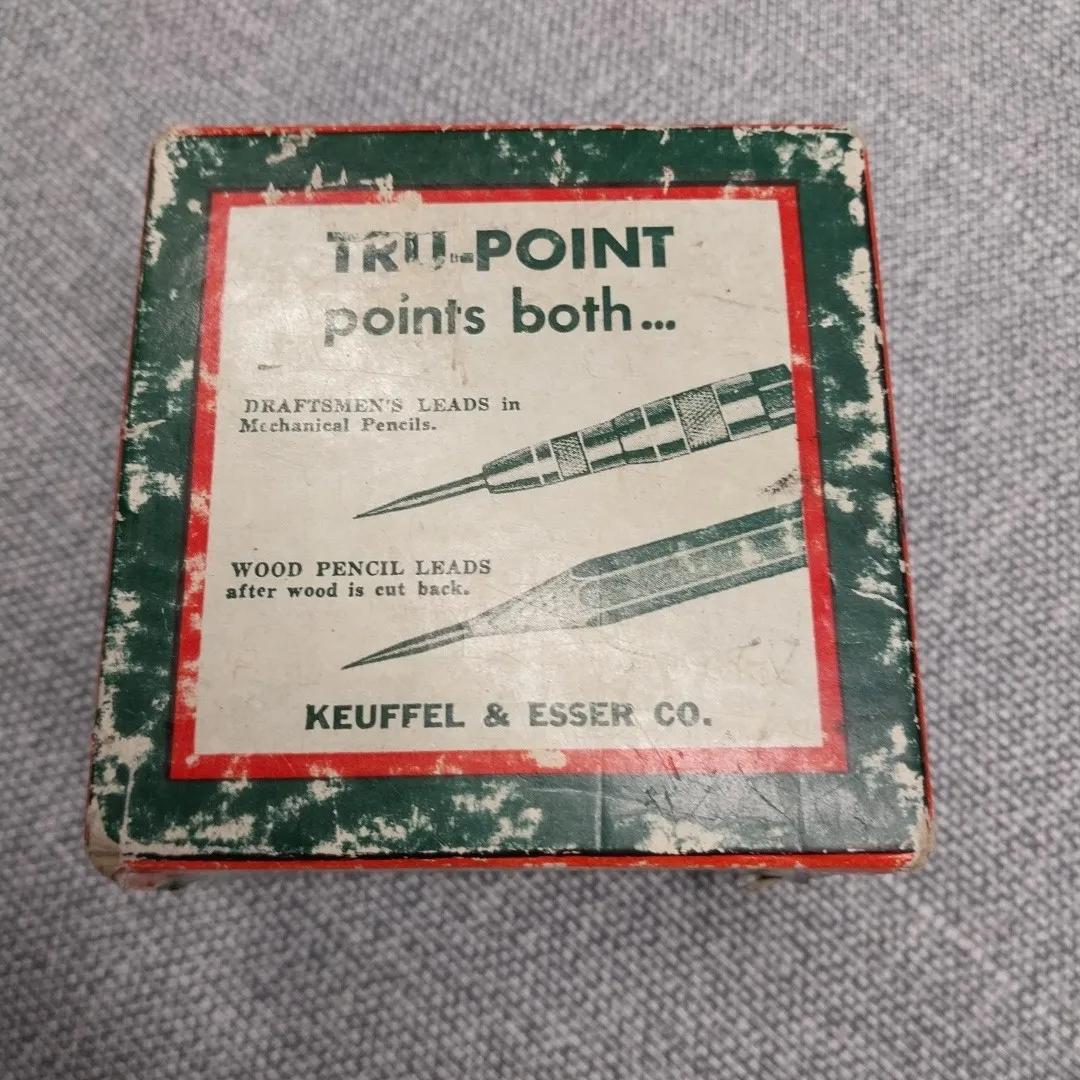 TRU-POINT
points both...
DRAFTSMEN'S LEADS in
Mechanical Pencils.
WOOD PENCIL LEADS
after wood is cut back.
KEUFFEL & ESSER CO.